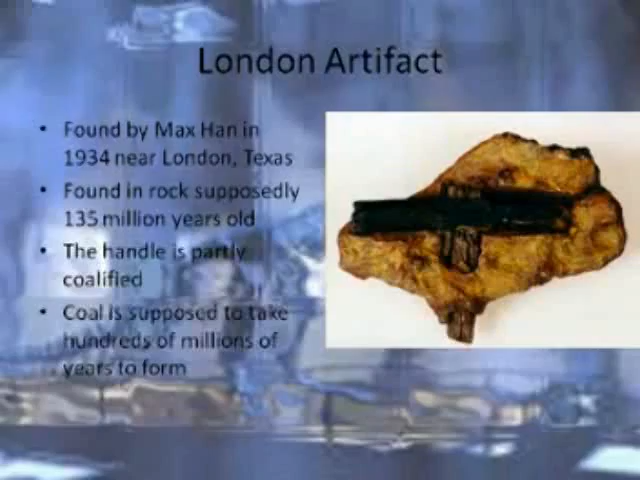 London Artifact
• Found by Max Han in
1934 near London, Texas
• Found in rock supposedly
135 million years old
• The handle is partly
coalified
• Coal is supposed to take
hundreds of millions of
years to form